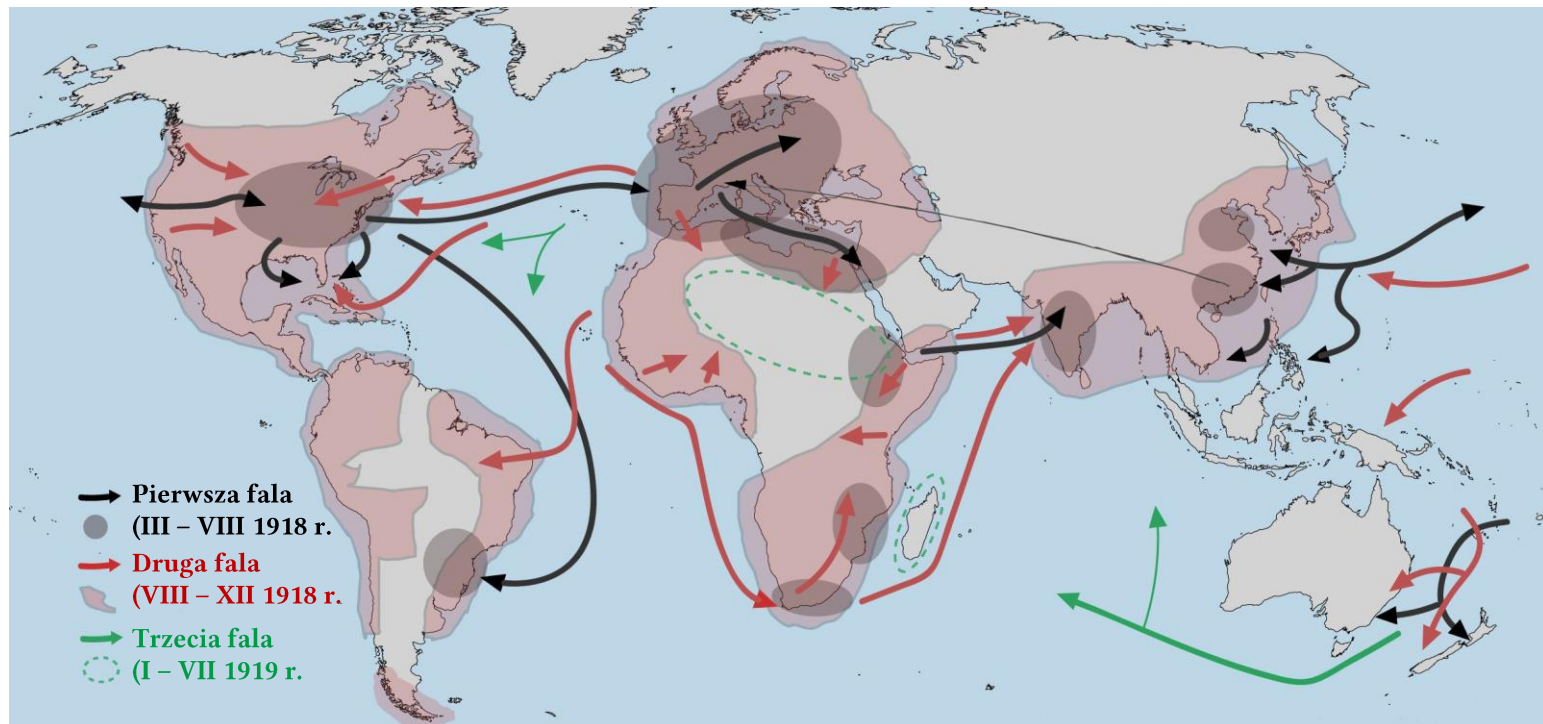 Pierwsza fala
(III – VIII 1918 r.
Druga fala
(VIII – XII 1918 r.
Trzecia fala
(I – VII 1919 r.